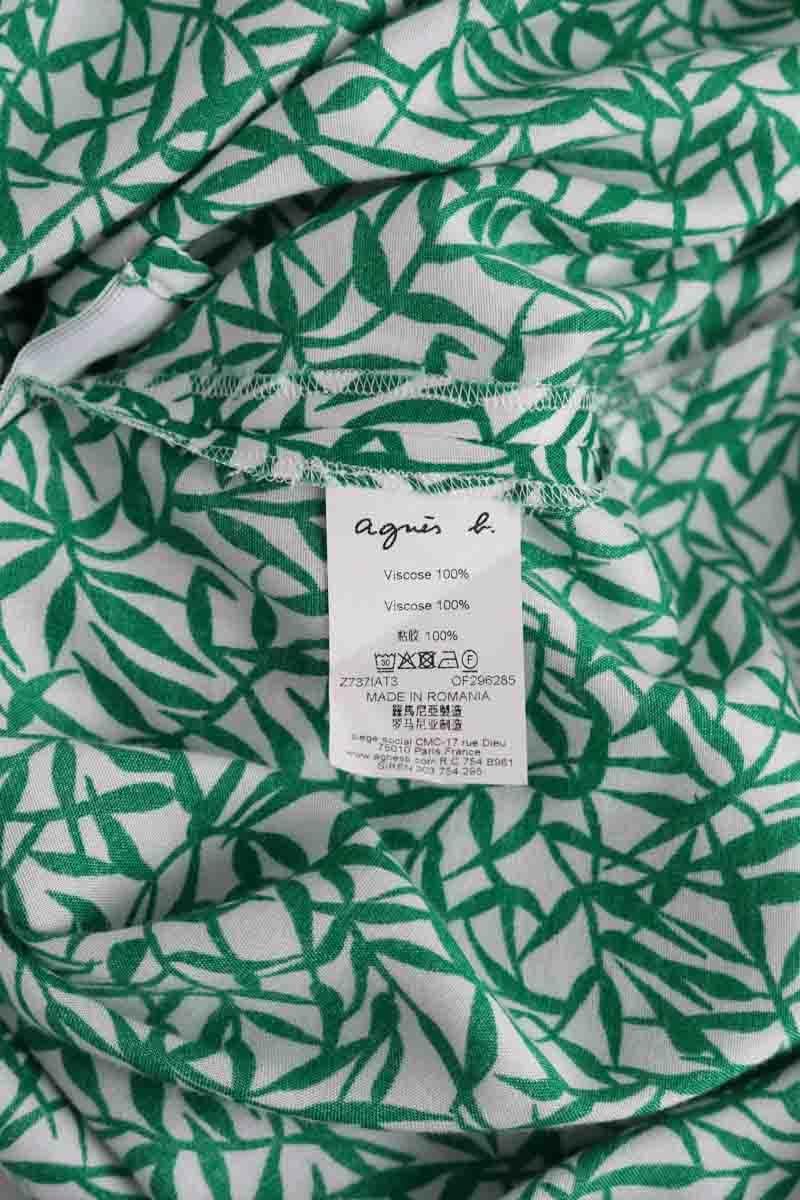 agnès b.
Viscose 100%
Viscose 100%
粘胶 100%
30 F
Z737IAT3 OF296285
MADE IN ROMANIA
羅馬尼亞製造
罗马尼亚制造
siège social CMC-17 rue Dieu
75010 Paris France
www.agnesb.com R.C 754 B961
SIREN 303 754 295